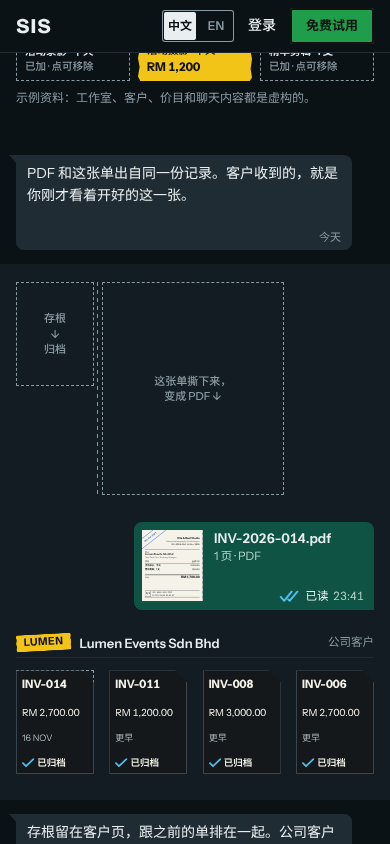 SIS
中文
EN
登录
免费试用
已加·点可移除
RM 1,200
已加·点可移除
示例资料：工作室、客户、价目和聊天内容都是虚构的。
PDF 和这张单出自同一份记录。客户收到的，就是
你刚才看着开好的这一张。
今天
存根
↓
归档
这张单撕下来，
变成 PDF ↓
INV-2026-014.pdf
1页·PDF
已读 23:41
LUMEN
Lumen Events Sdn Bhd
公司客户
INV-014
INV-011
INV-008
INV-006
RM 2,700.00
RM 1,200.00
RM 3,000.00
RM 2,700.00
16 NOV
更早
更早
更早
已归档
已归档
已归档
已归档
存根留在客户页，跟之前的单排在一起。公司客户